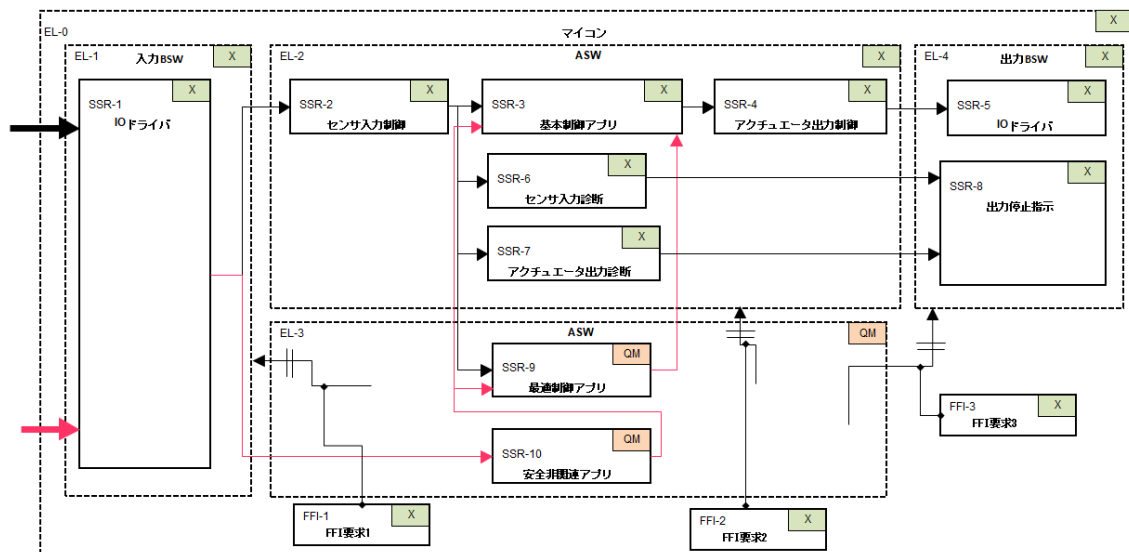 X
EL-0
マイコン
EL-1
入力BSW
X
EL-2
ASW
X
EL-4
出力BSW
X
SSR-1
IOドライバ
X
SSR-2
センサ入力制御
X
SSR-3
基本制御アプリ
X
SSR-4
アクチュエータ出力制御
X
SSR-5
IOドライバ
X
SSR-6
センサ入力診断
X
SSR-8
出力停止指示
X
SSR-7
アクチュエータ出力診断
X
EL-3
ASW
QM
SSR-9
最適制御アプリ
QM
SSR-10
安全非関連アプリ
QM
FFI-3
FFI要求3
X
FFI-1
FFI要求1
X
FFI-2
FFI要求2
X